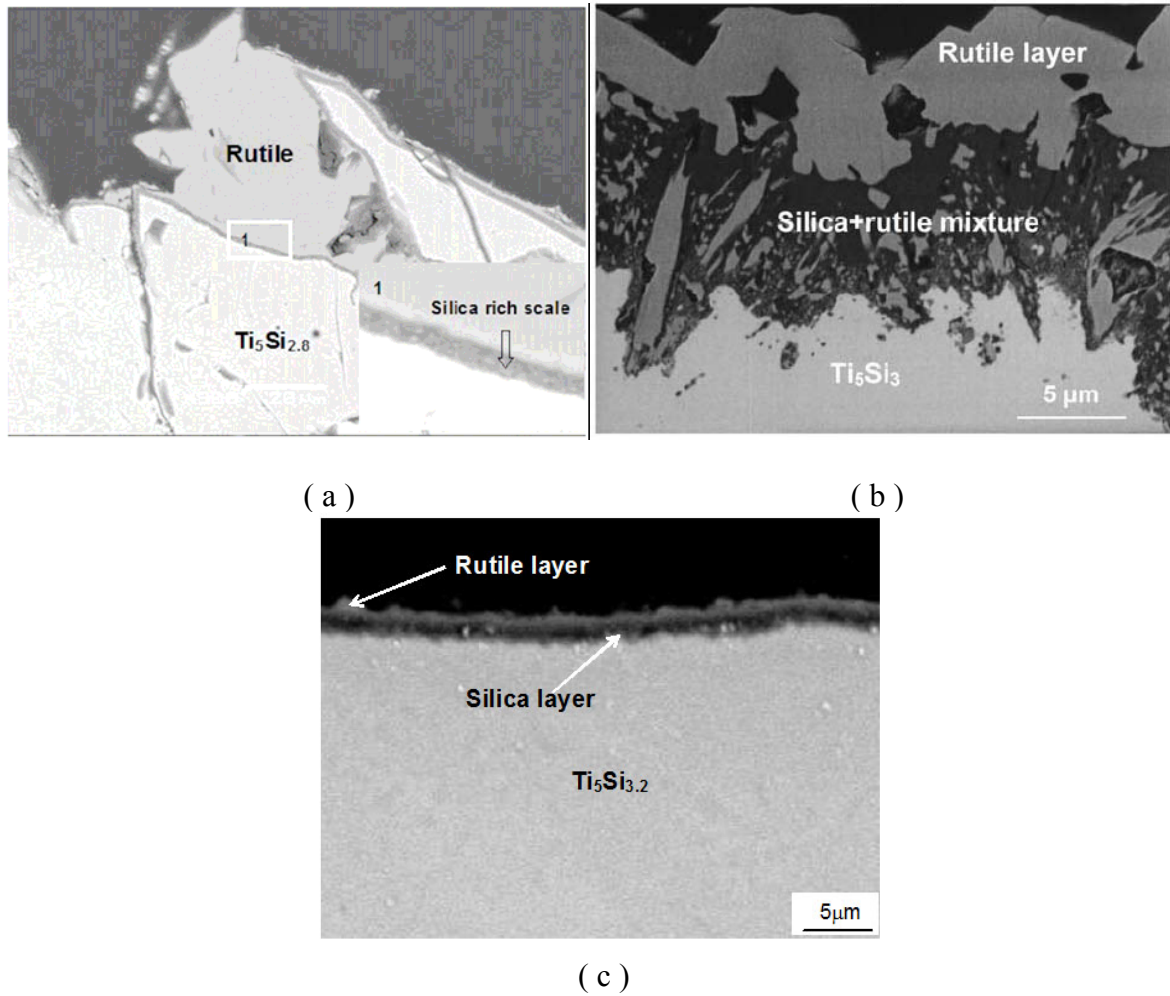 Rutile
1
1
Silica rich scale
Ti₅Si₂.₈
( a )
Rutile layer
Silica+rutile mixture
Ti₅Si₃
5 µm
( b )
Rutile layer
Silica layer
Ti₅Si₃.₂
5µm
( c )